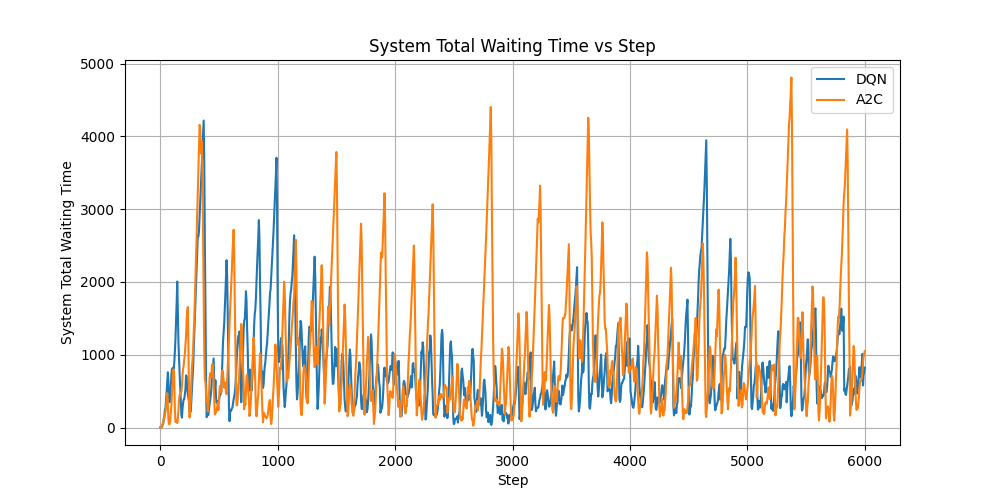 System Total Waiting Time vs Step
5000
4000
3000
2000
1000
0
System Total Waiting Time
DQN
A2C
0 1000 2000 3000 4000 5000 6000
Step